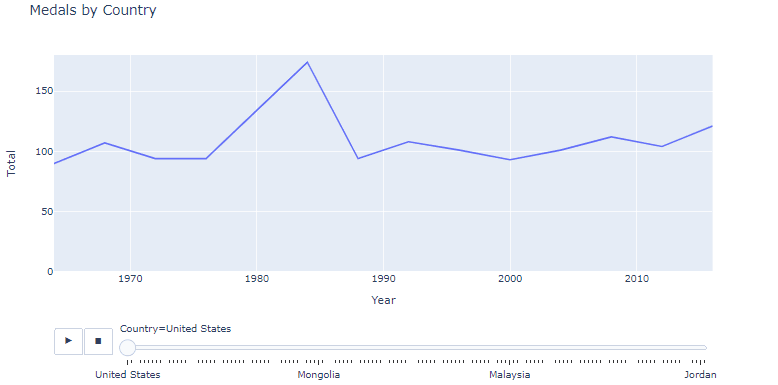 Medals by Country
150
100
50
0
Total
1970 1980 1990 2000 2010
Year
Country=United States
United States Mongolia Malaysia Jordan